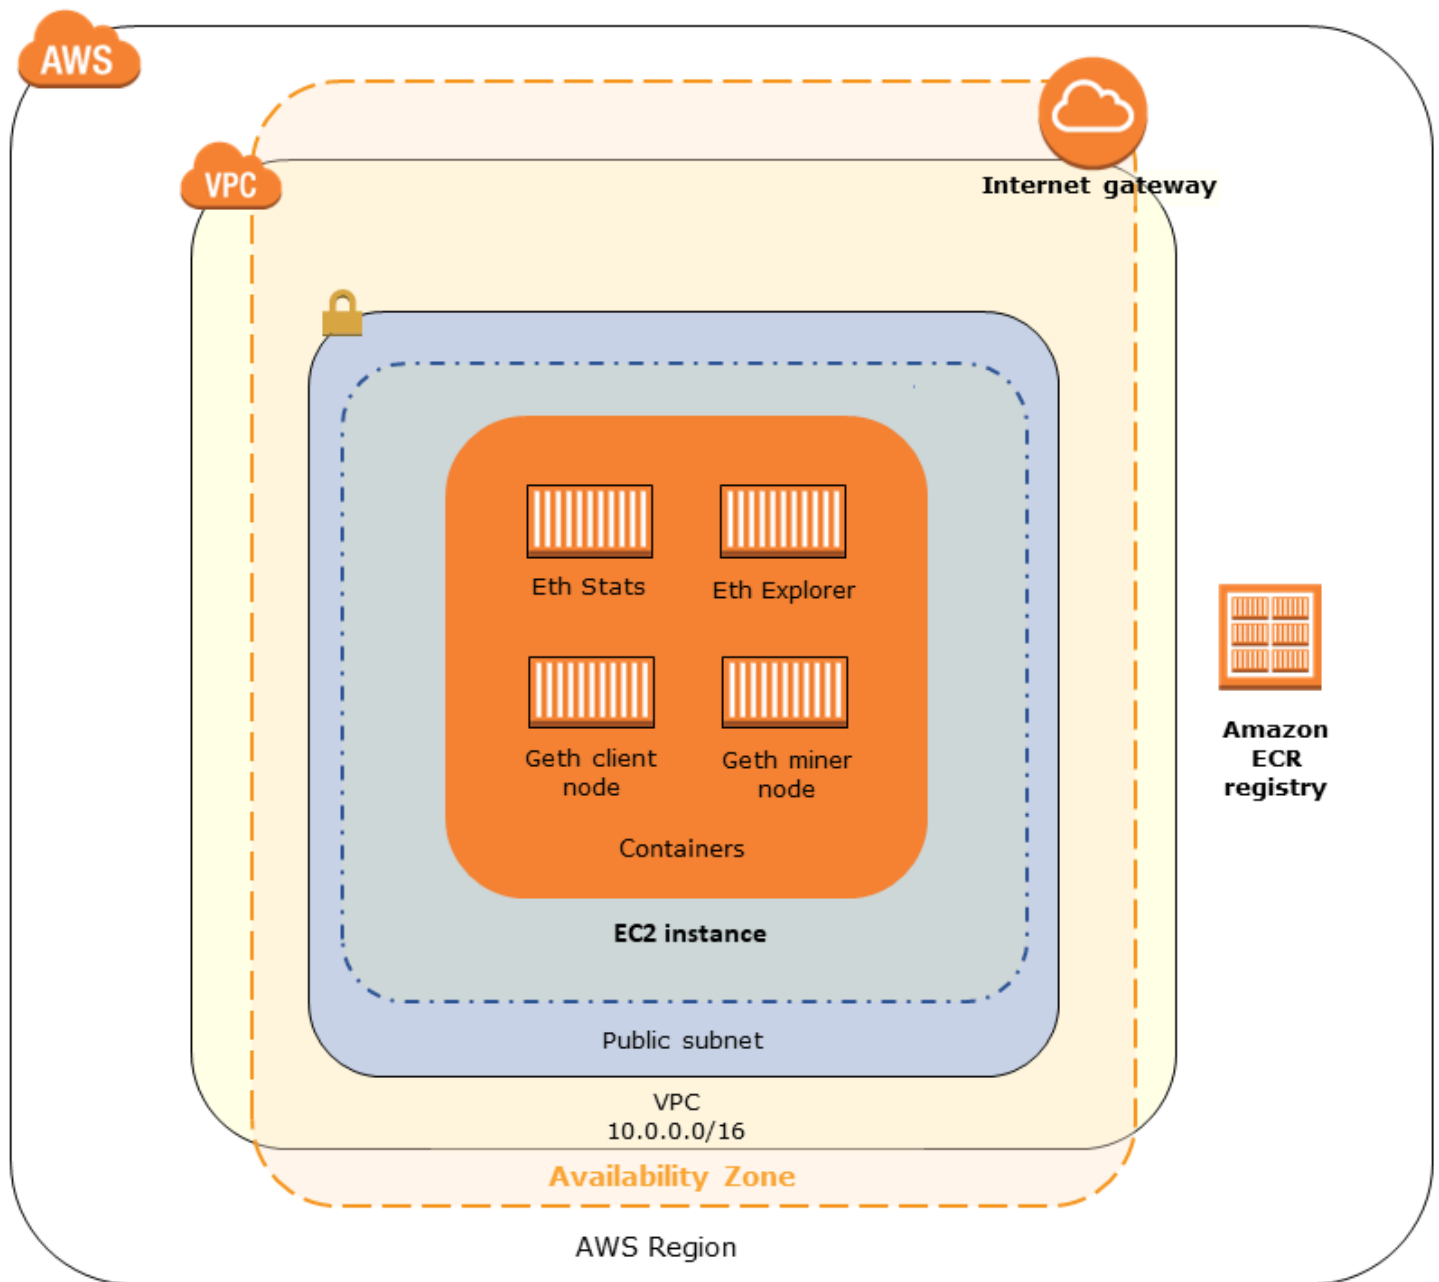 AWS
VPC
Internet gateway
Eth Stats
Eth Explorer
Geth client
node
Geth miner
node
Containers
Amazon
ECR
registry
EC2 instance
Public subnet
VPC
10.0.0.0/16
Availability Zone
AWS Region